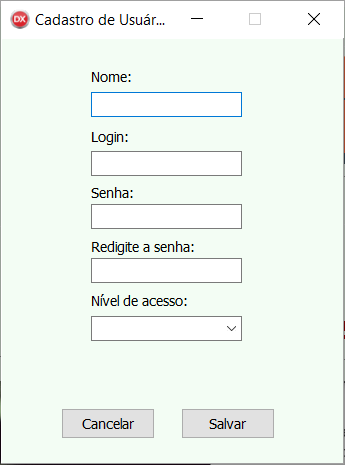 DX Cadastro de Usuár...
Nome:
Login:
Senha:
Redigite a senha:
Nível de acesso:
Cancelar Salvar